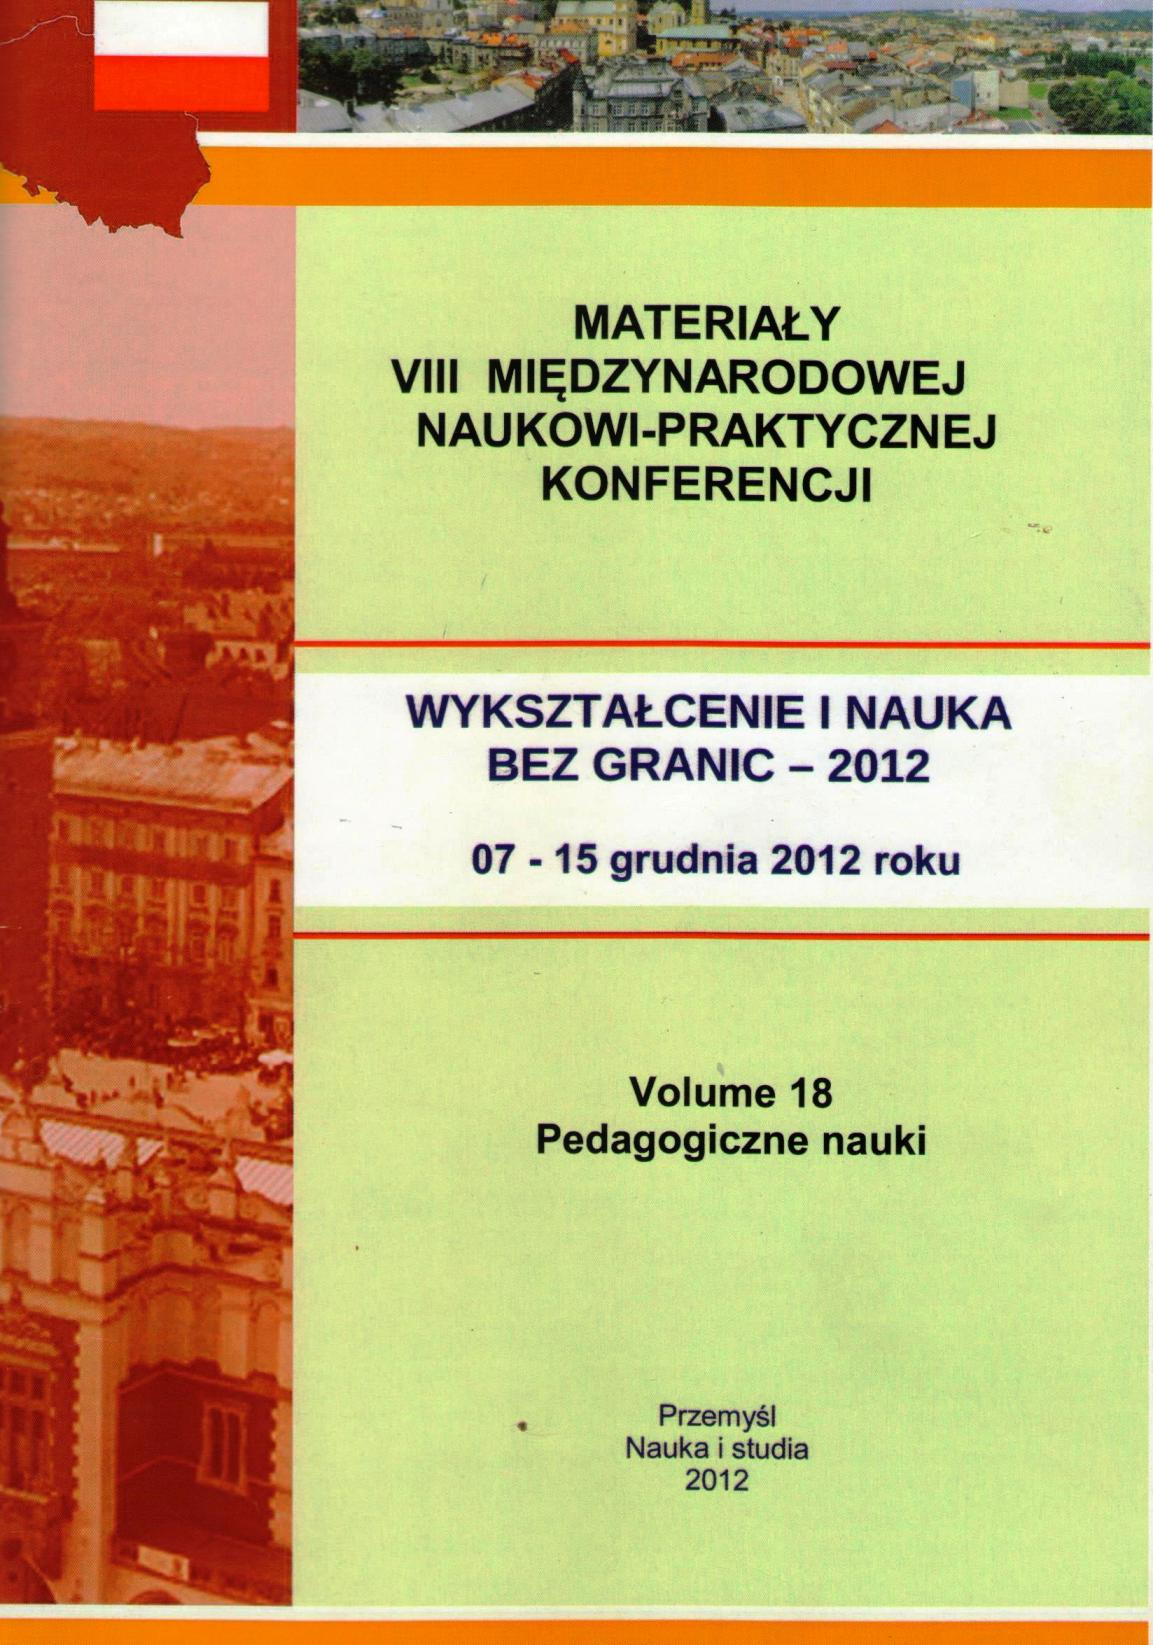 MATERIAŁY
VIII MIĘDZYNARODOWEJ
NAUKOWI-PRAKTYCZNEJ
KONFERENCJI
WYKSZTAŁCENIE I NAUKA
BEZ GRANIC – 2012
07 - 15 grudnia 2012 roku
Volume 18
Pedagogiczne nauki
Przemyśl
Nauka i studia
2012